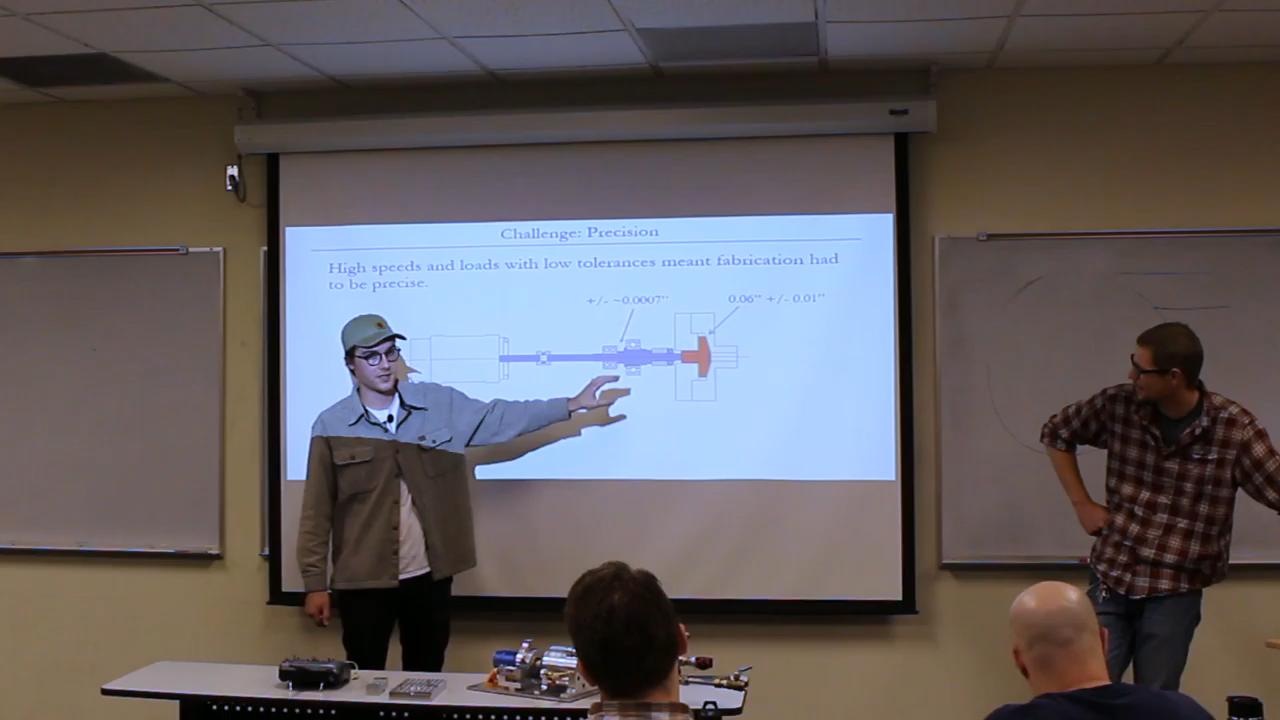 Challenge: Precision
High speeds and loads with low tolerances meant fabrication had
to be precise.
+/- ~0.0007"
0.06" +/- 0.01"